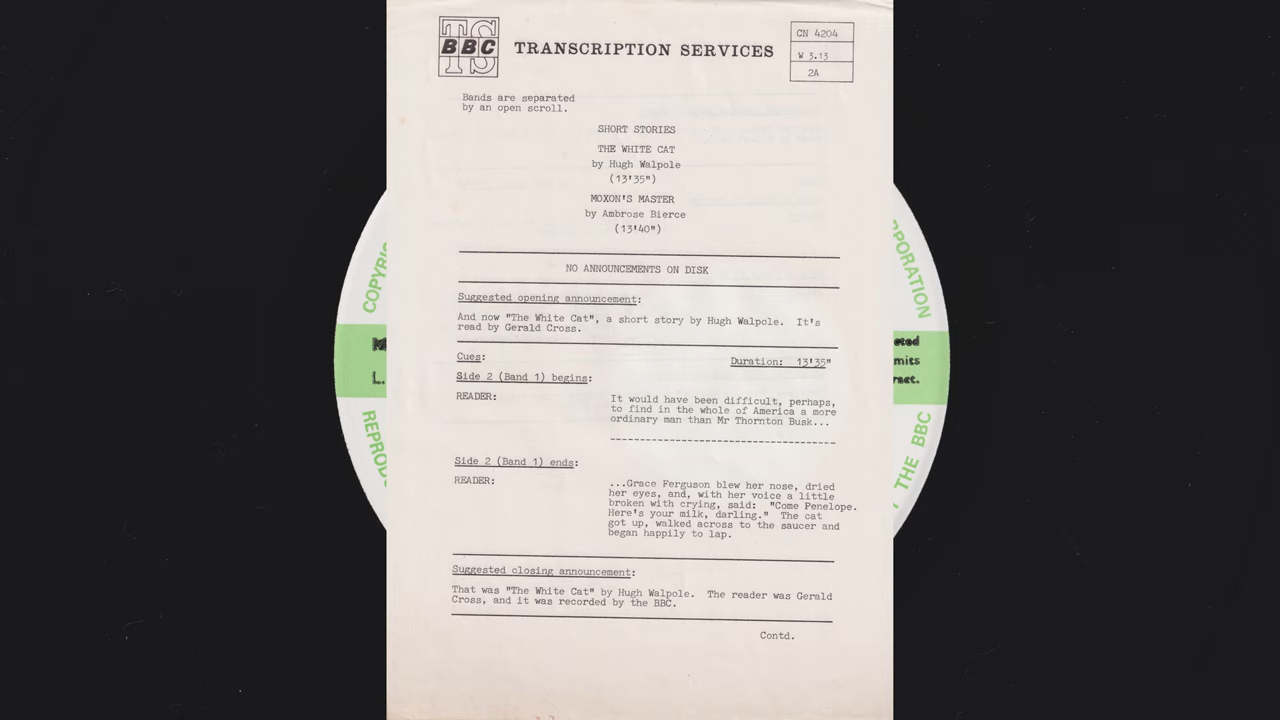 TS
BBC
TRANSCRIPTION SERVICES
CN 4204
W 3.13
2A
Bands are separated
by an open scroll.
SHORT STORIES
THE WHITE CAT
by Hugh Walpole
(13'35")
MOXON'S MASTER
by Ambrose Bierce
(13'40")
NO ANNOUNCEMENTS ON DISK
Suggested opening announcement:
And now "The White Cat", a short story by Hugh Walpole. It's
read by Gerald Cross.
Cues:
Duration: 13'35"
Side 2 (Band 1) begins:
READER:
It would have been difficult, perhaps,
to find in the whole of America a more
ordinary man than Mr Thornton Busk...
Side 2 (Band 1) ends:
READER:
...Grace Ferguson blew her nose, dried
her eyes, and, with her voice a little
broken with crying, said: "Come Penelope.
Here's your milk, darling." The cat
got up, walked across to the saucer and
began happily to lap.
Suggested closing announcement:
That was "The White Cat" by Hugh Walpole. The reader was Gerald
Cross, and it was recorded by the BBC.
Contd.
L.
THE BBC